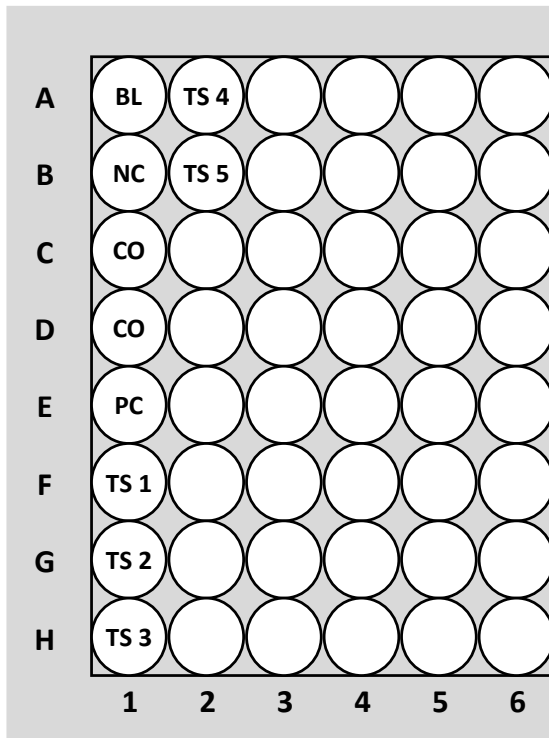 A BL TS 4
B NC TS 5
C CO
D CO
E PC
F TS 1
G TS 2
H TS 3
1 2 3 4 5 6